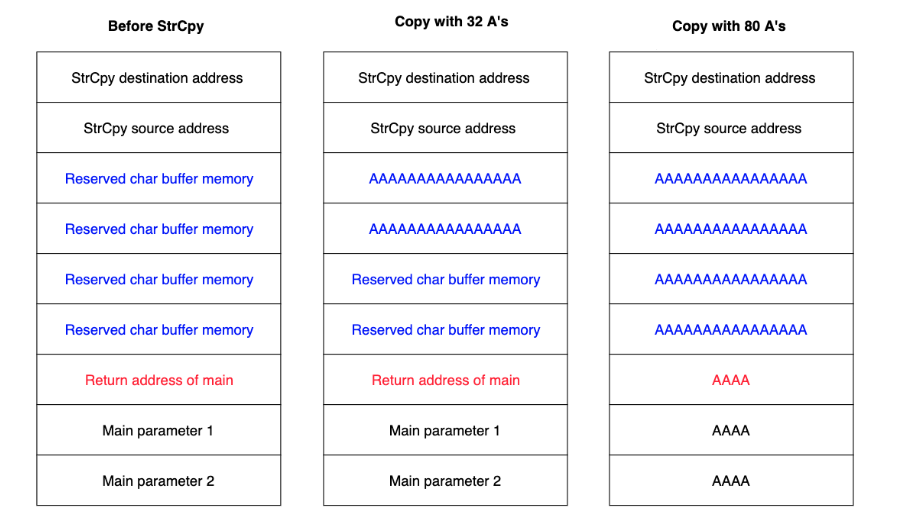 Before StrCpy
StrCpy destination address
StrCpy source address
Reserved char buffer memory
Reserved char buffer memory
Reserved char buffer memory
Reserved char buffer memory
Return address of main
Main parameter 1
Main parameter 2
Copy with 32 A's
StrCpy destination address
StrCpy source address
AAAAAAAAAAAAAAAA
AAAAAAAAAAAAAAAA
Reserved char buffer memory
Reserved char buffer memory
Return address of main
Main parameter 1
Main parameter 2
Copy with 80 A's
StrCpy destination address
StrCpy source address
AAAAAAAAAAAAAAAA
AAAAAAAAAAAAAAAA
AAAAAAAAAAAAAAAA
AAAAAAAAAAAAAAAA
AAAA
AAAA
AAAA